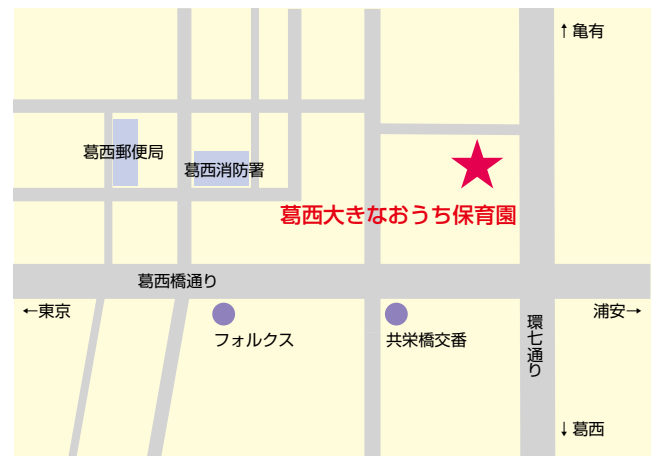 ↑亀有
葛西郵便局
葛西消防署
葛西大きなおうち保育園
葛西橋通り
←東京
浦安→
フォルクス
共栄橋交番
環七通り
↓葛西